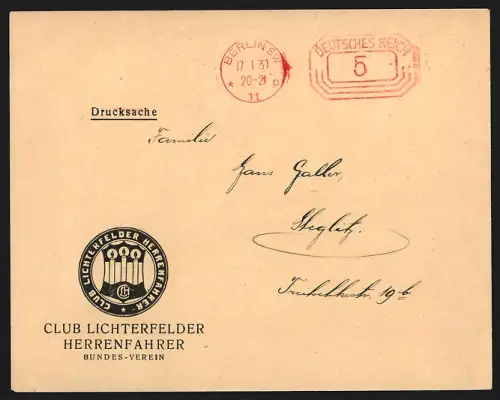 BERLIN SW
17.1.31
20-21
* 11 P
DEUTSCHES REICH
5
Drucksache
Familie
Hans Galler,
Steglitz.
19 b
CLUB LICHTERFELDER HERRENFAHRER
CLUB LICHTERFELDER
HERRENFAHRER
BUNDES-VEREIN